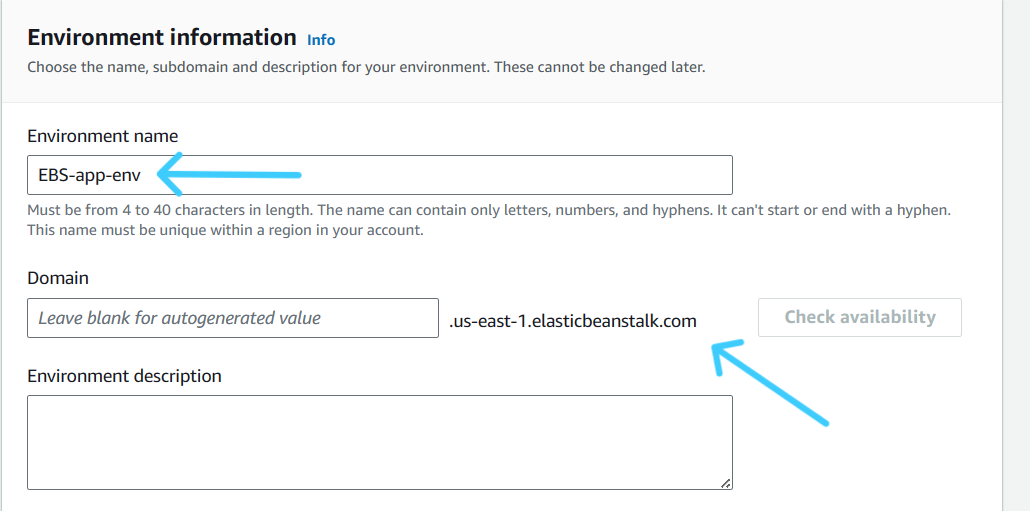 Environment information Info
Choose the name, subdomain and description for your environment. These cannot be changed later.
Environment name
EBS-app-env
Must be from 4 to 40 characters in length. The name can contain only letters, numbers, and hyphens. It can't start or end with a hyphen.
This name must be unique within a region in your account.
Domain
Leave blank for autogenerated value .us-east-1.elasticbeanstalk.com Check availability
Environment description